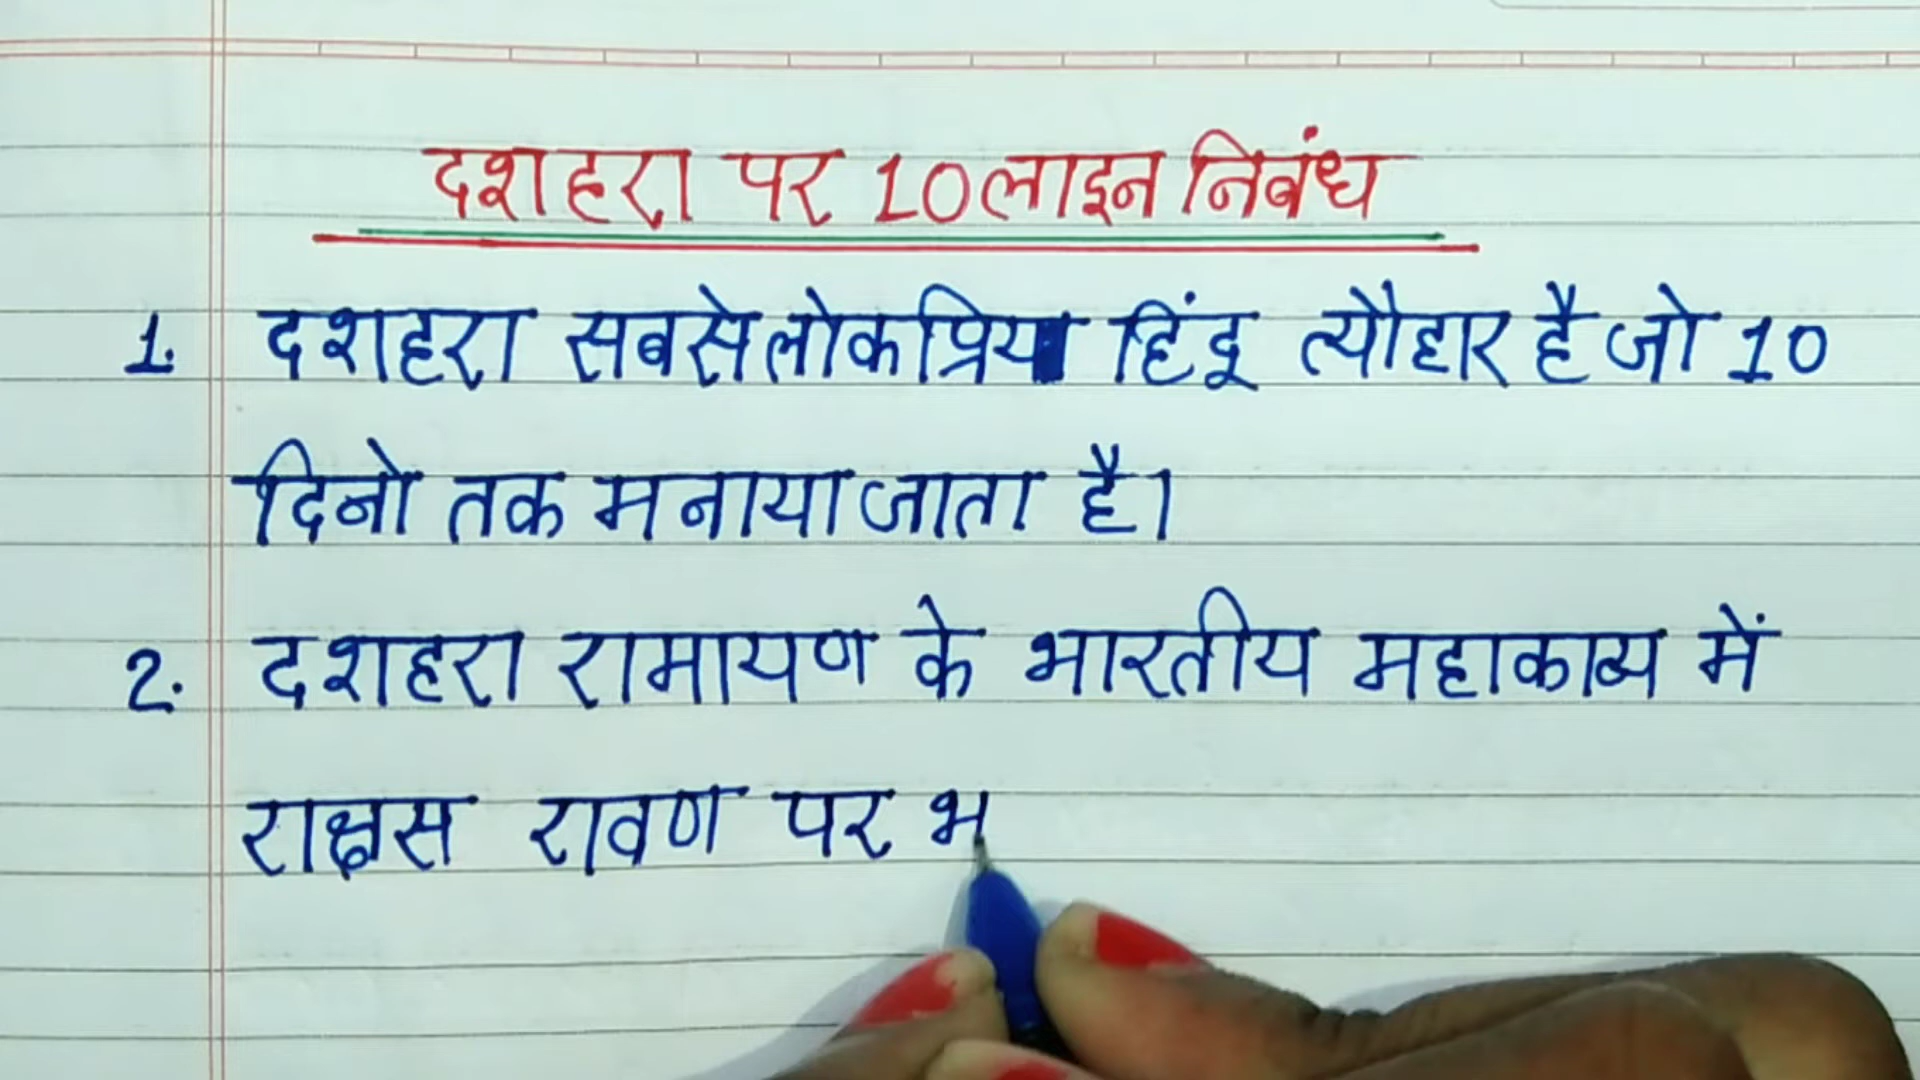 दशहरा पर 10 लाइन निबंध
1. दशहरा सबसे लोकप्रिय हिंदू त्यौहार है जो 10
दिनो तक मनाया जाता है।
2. दशहरा रामायण के भारतीय महाकाव्य में
राक्षस रावण पर भ